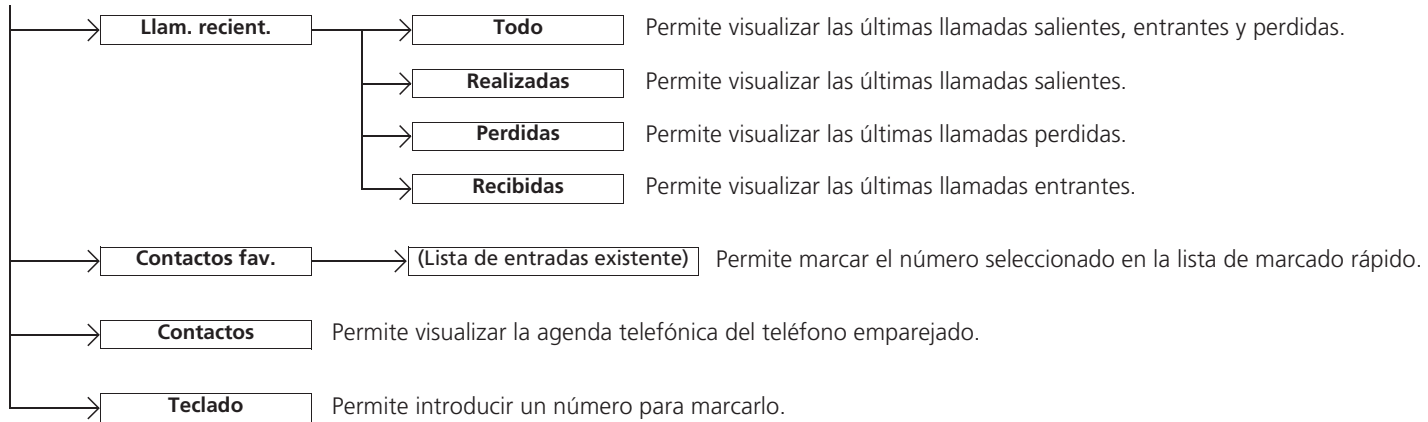 Llam. recient. Todo Permite visualizar las últimas llamadas salientes, entrantes y perdidas.
Realizadas Permite visualizar las últimas llamadas salientes.
Perdidas Permite visualizar las últimas llamadas perdidas.
Recibidas Permite visualizar las últimas llamadas entrantes.
Contactos fav. (Lista de entradas existente) Permite marcar el número seleccionado en la lista de marcado rápido.
Contactos Permite visualizar la agenda telefónica del teléfono emparejado.
Teclado Permite introducir un número para marcarlo.